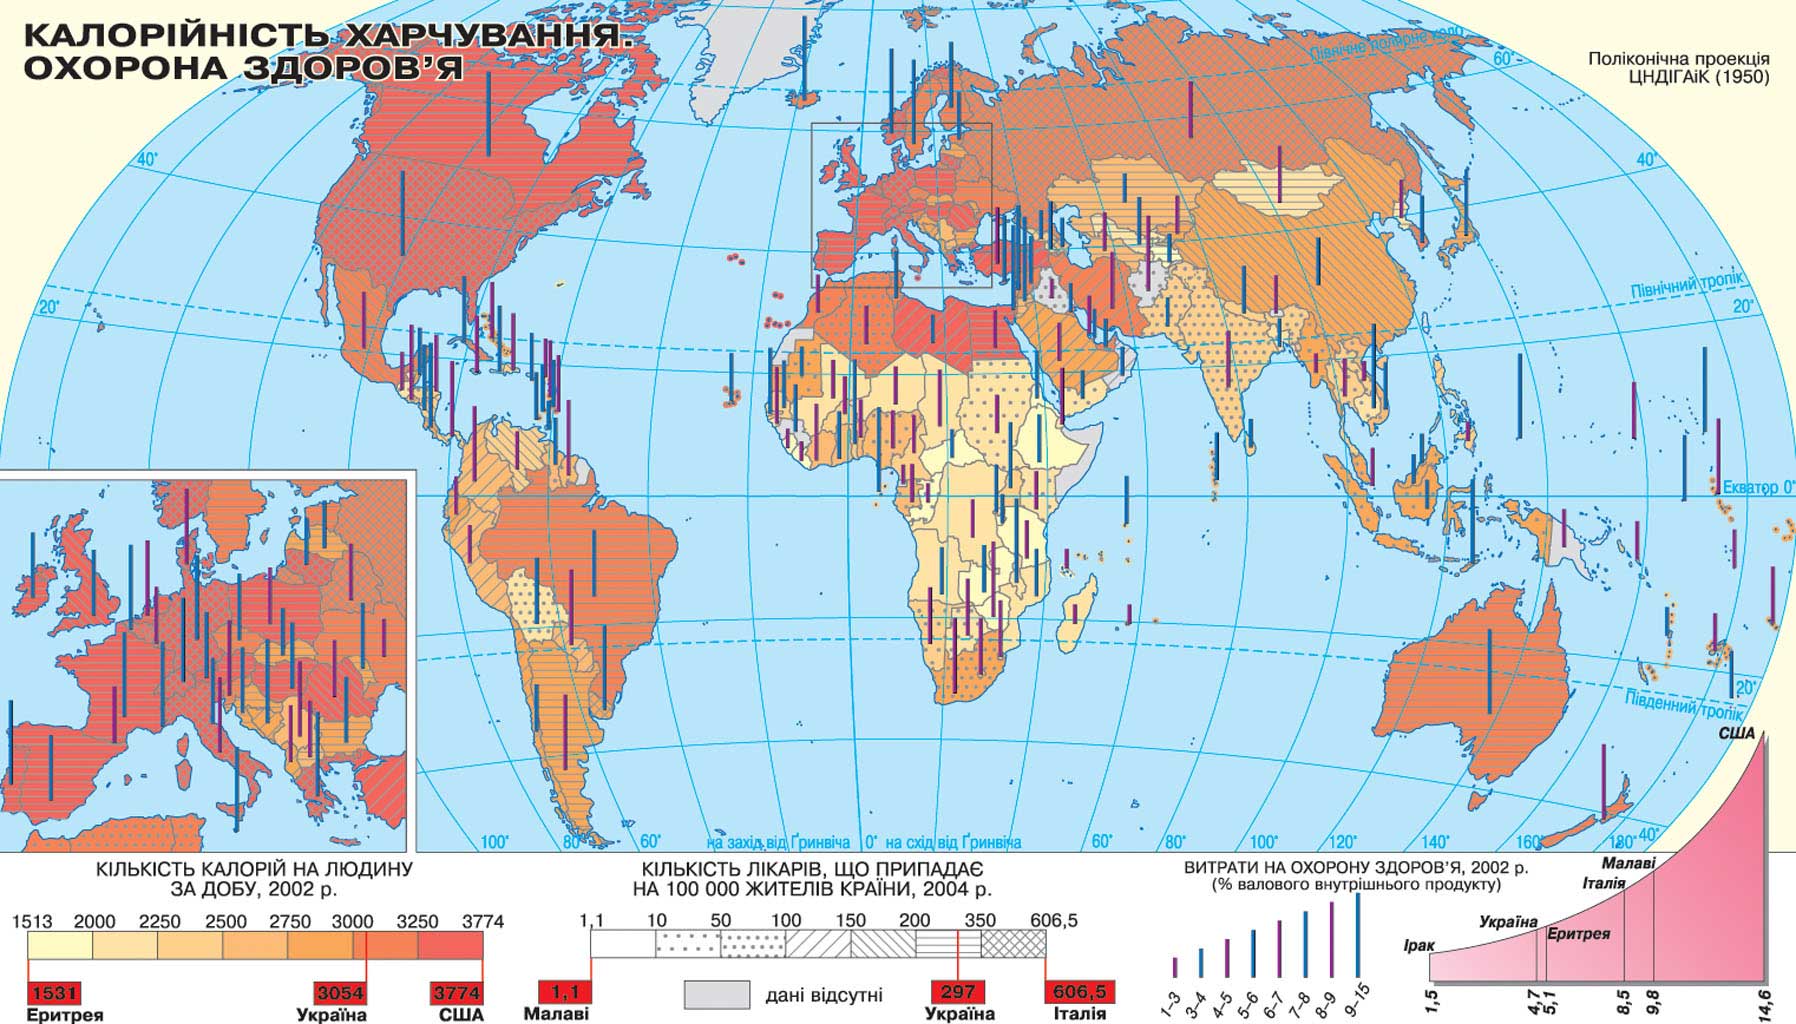 КАЛОРІЙНІСТЬ ХАРЧУВАННЯ.
ОХОРОНА ЗДОРОВ’Я
Поліконічна проекція
ЦНДІГАіК (1950)
Північне полярне коло
60°
40°
40°
20°
Північний тропік
20°
Екватор 0°
20°
Південний тропік
США
100° 80° 60° на захід від Ґринвіча 0° на схід від Ґринвіча 60° 80° 100° 120° 140° 160° 180° 40°
КІЛЬКІСТЬ КАЛОРІЙ НА ЛЮДИНУ
ЗА ДОБУ, 2002 р.
1513 2000 2250 2500 2750 3000 3250 3774
1531 3054 3774
Еритрея Україна США
КІЛЬКІСТЬ ЛІКАРІВ, ЩО ПРИПАДАЄ
НА 100 000 ЖИТЕЛІВ КРАЇНИ, 2004 р.
1,1 10 50 100 150 200 350 606,5
1,1 297 606,5
Малаві Україна Італія
дані відсутні
ВИТРАТИ НА ОХОРОНУ ЗДОРОВ’Я, 2002 р.
(% валового внутрішнього продукту)
1–3 3–4 4–5 5–6 6–7 7–8 8–9 9–15
Малаві
Італія
Україна
Еритрея
Ірак
1,5 4,7 5,1 8,5 9,8 14,6